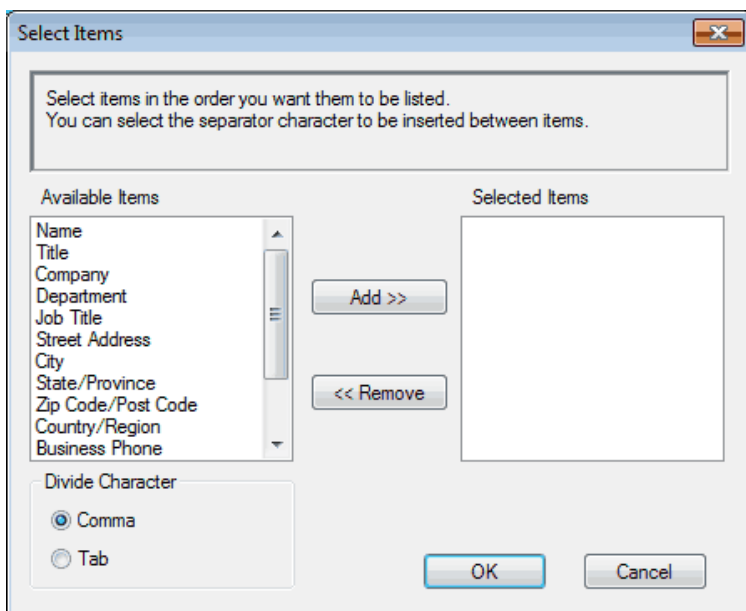 Select Items
Select items in the order you want them to be listed.
You can select the separator character to be inserted between items.
Available Items
Selected Items
Name
Title
Company
Department
Job Title
Street Address
City
State/Province
Zip Code/Post Code
Country/Region
Business Phone
Add >>
<< Remove
Divide Character
Comma
Tab
OK
Cancel